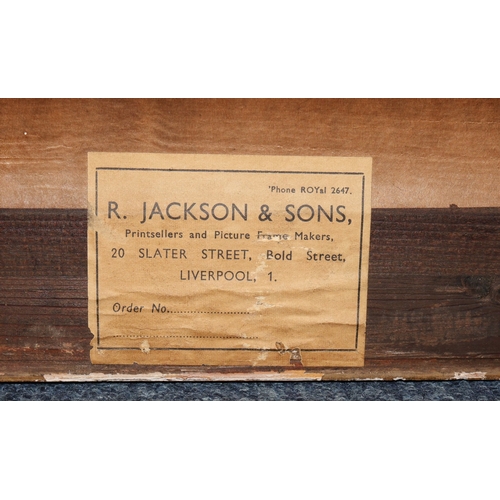 'Phone ROYal 2647.
R. JACKSON & SONS,
Printsellers and Picture Frame Makers,
20 SLATER STREET, Bold Street,
LIVERPOOL, 1.
Order No.......................